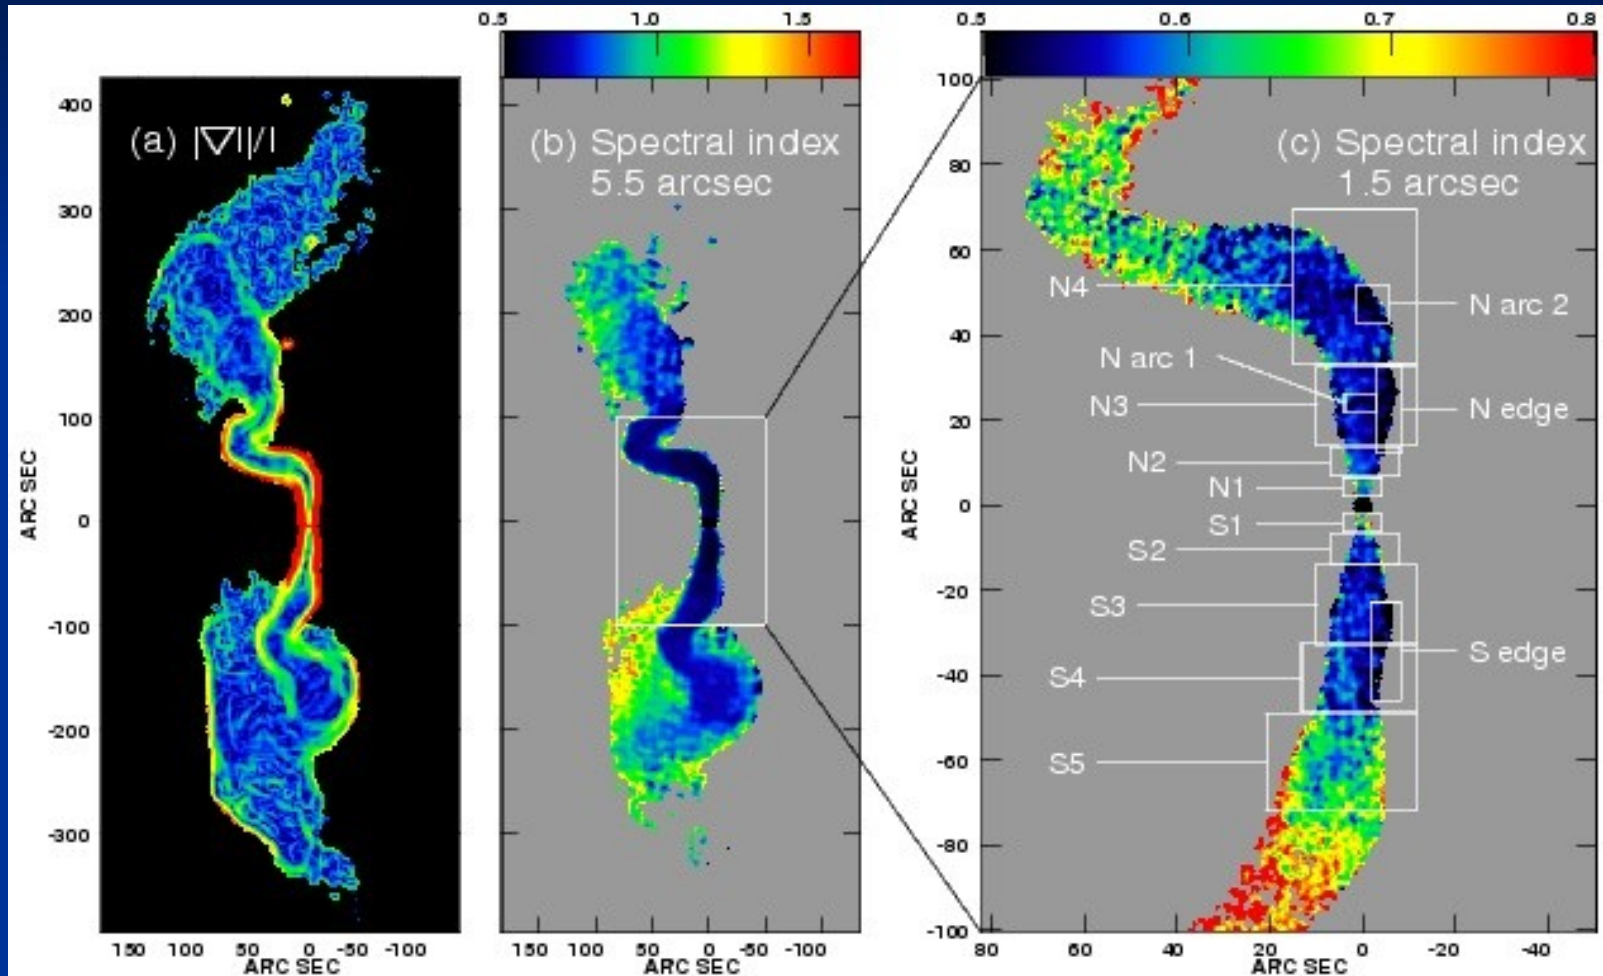 0.5 1.0 1.5
0.5 0.6 0.7 0.8
(a) |∇I|/I
400
300
200
100
0
-100
-200
-300
ARC SEC
150 100 50 0 -50 -100
ARC SEC
(b) Spectral index
5.5 arcsec
150 100 50 0 -50 -100
ARC SEC
(c) Spectral index
1.5 arcsec
100
80
60
40
20
0
-20
-40
-60
-80
-100
ARC SEC
N4
N arc 2
N arc 1
N3
N edge
N2
N1
S1
S2
S3
S edge
S4
S5
80 60 40 20 0 -20 -40
ARC SEC